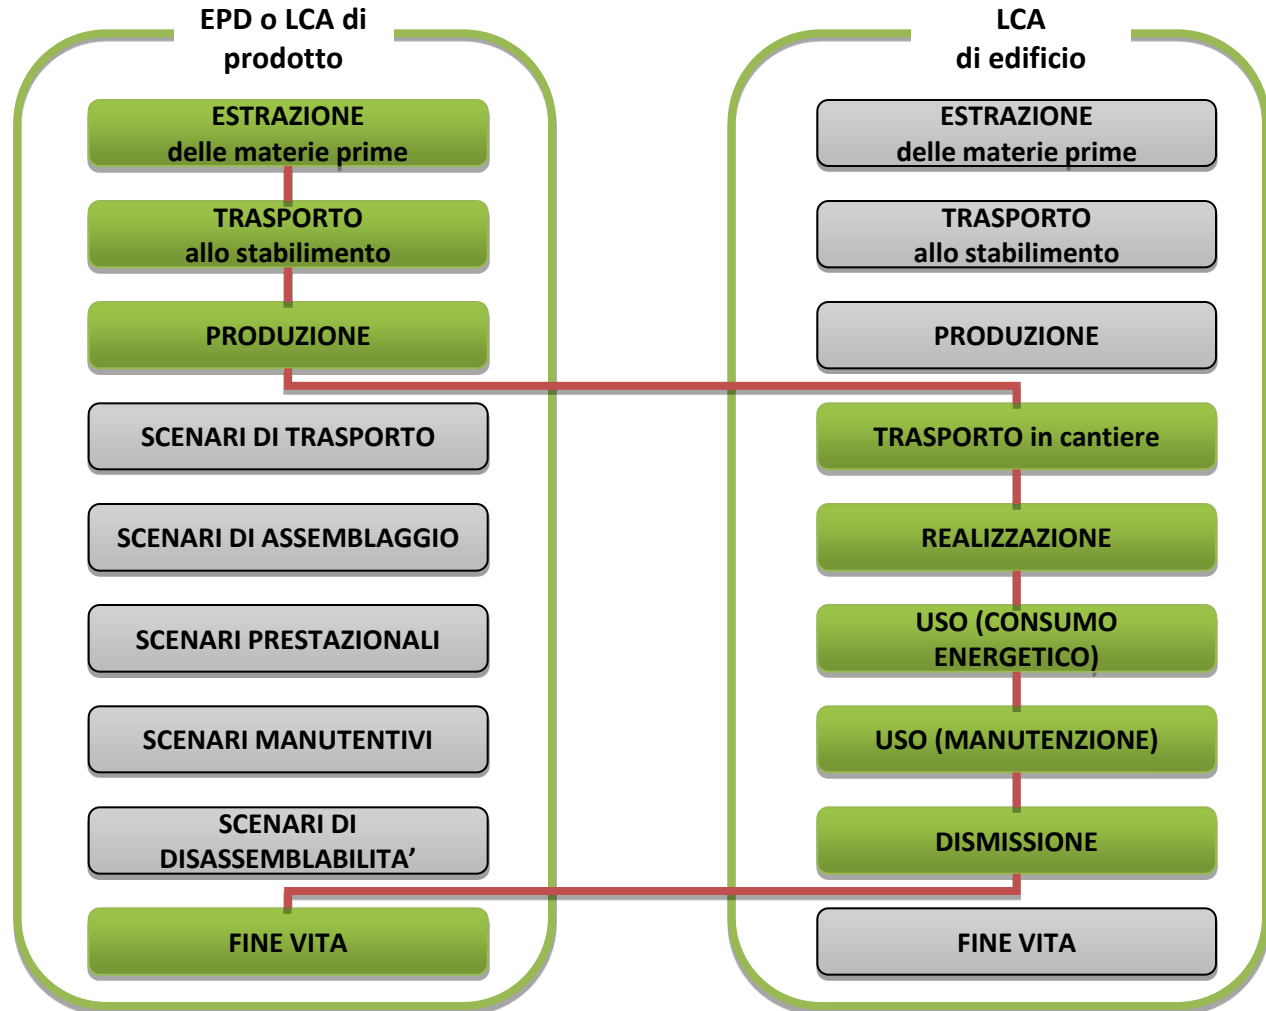 EPD o LCA di
prodotto
ESTRAZIONE
delle materie prime
TRASPORTO
allo stabilimento
PRODUZIONE
SCENARI DI TRASPORTO
SCENARI DI ASSEMBLAGGIO
SCENARI PRESTAZIONALI
SCENARI MANUTENTIVI
SCENARI DI
DISASSEMBLABILITA’
FINE VITA
LCA
di edificio
ESTRAZIONE
delle materie prime
TRASPORTO
allo stabilimento
PRODUZIONE
TRASPORTO in cantiere
REALIZZAZIONE
USO (CONSUMO
ENERGETICO)
USO (MANUTENZIONE)
DISMISSIONE
FINE VITA